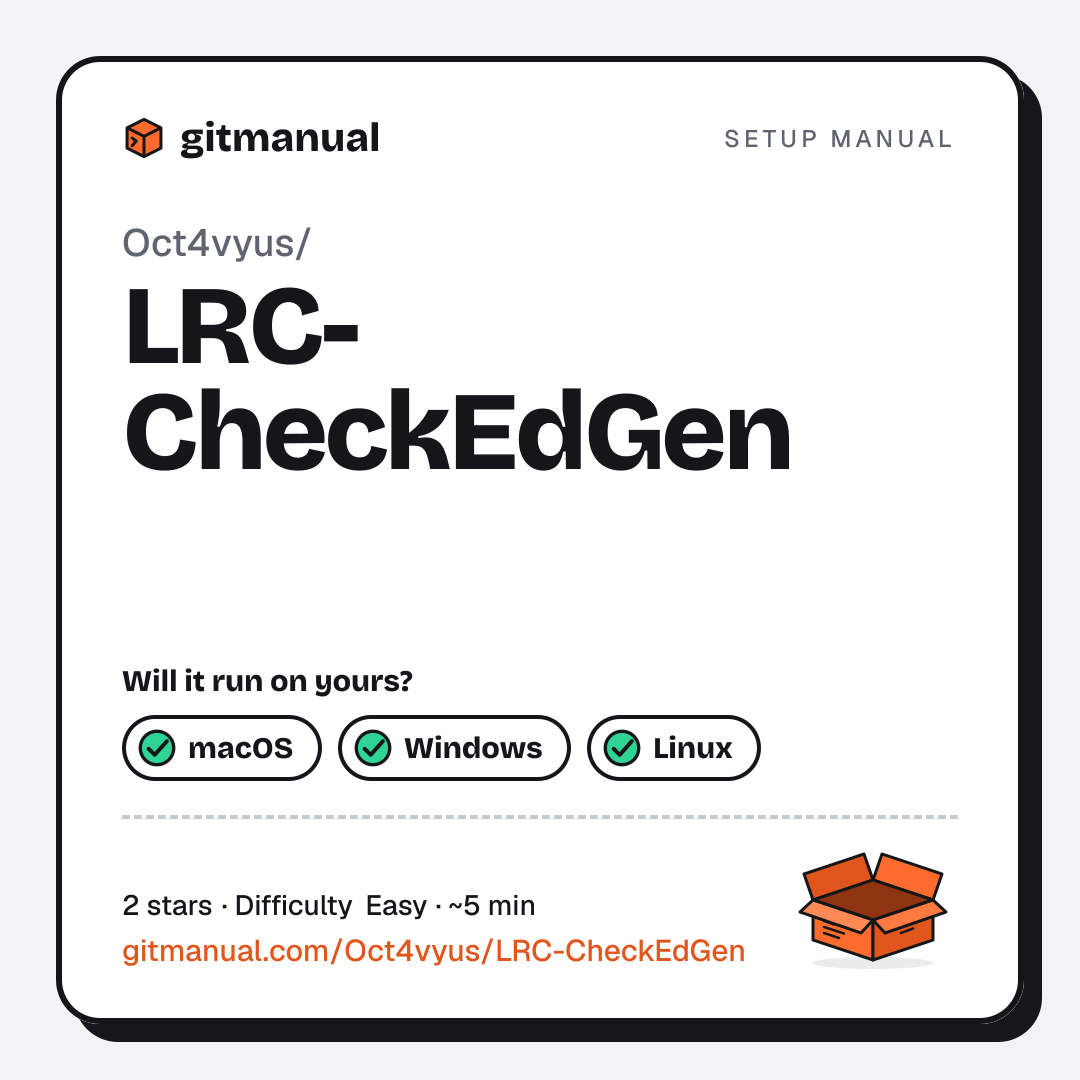 gitmanual
SETUP MANUAL
Oct4vyus/
LRC-
CheckEdGen
Will it run on yours?
macOS
Windows
Linux
2 stars · Difficulty Easy · ~5 min
gitmanual.com/Oct4vyus/LRC-CheckEdGen